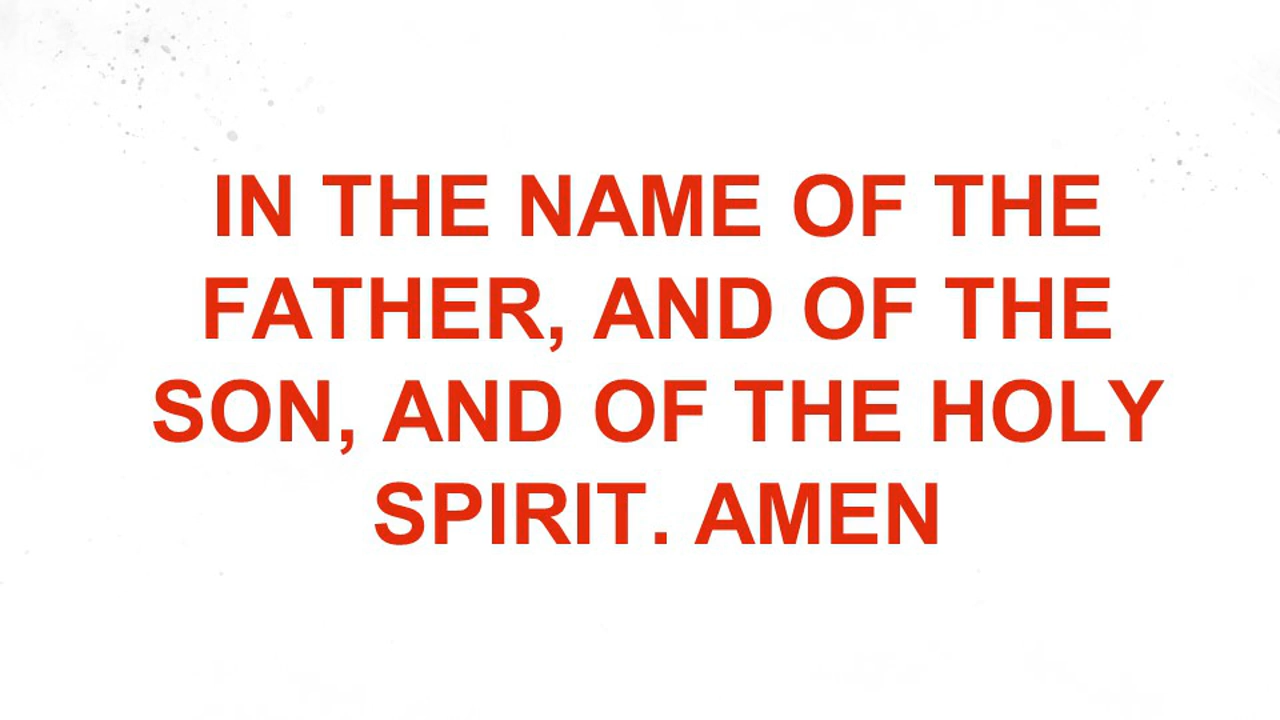 IN THE NAME OF THE
FATHER, AND OF THE
SON, AND OF THE HOLY
SPIRIT. AMEN